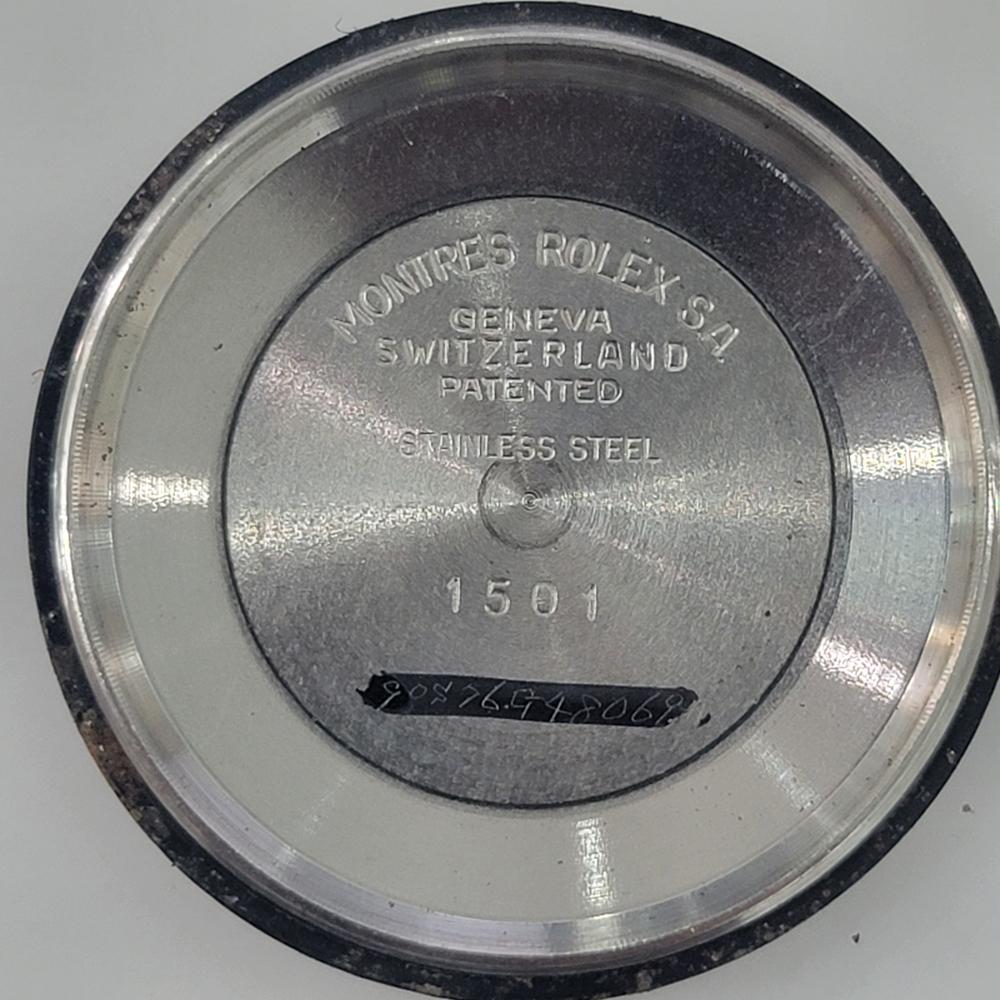 MONTRES ROLEX S.A.
GENEVA
SWITZERLAND
PATENTED
STAINLESS STEEL
1501